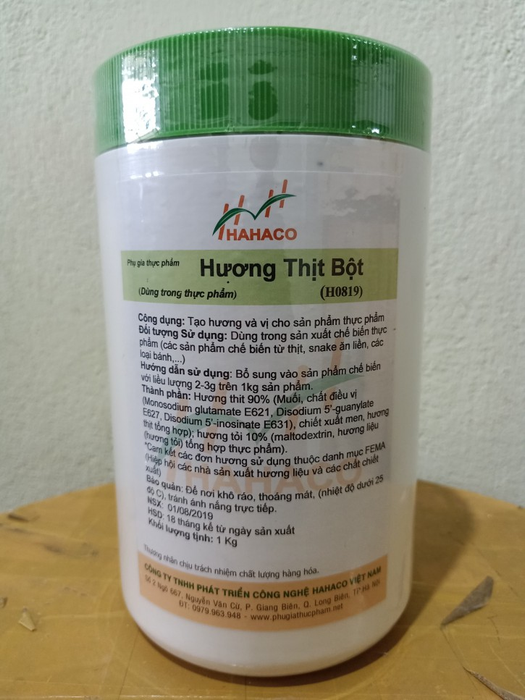 HAHACO
Phụ gia thực phẩm
Hương Thịt Bột
(Dùng trong thực phẩm)
(H0819)
Công dụng: Tạo hương và vị cho sản phẩm thực phẩm
Đối tượng Sử dụng: Dùng trong sản xuất chế biến thực
phẩm (các sản phẩm chế biến từ thịt, snake ăn liền, các
loại bánh,...)
Hướng dẫn sử dụng: Bổ sung vào sản phẩm chế biến
với liều lượng 2-3g trên 1kg sản phẩm.
Thành phần: Hương thit 90% (Muối, chất điều vị
(Monosodium glutamate E621, Disodium 5'-guanylate
E627, Disodium 5'-inosinate E631), chiết xuất men, hương
thịt tổng hợp): hương tỏi 10% (maltodextrin, hương liệu
(hương tỏi) tổng hợp thực phẩm).
*Cam kết các đơn hương sử dụng thuộc danh mục FEMA
(Hiệp hội các nhà sản xuất hương liệu và các chất chiết
xuất)
Bảo quản: Để nơi khô ráo, thoáng mát, (nhiệt độ dưới 25
độ C), tránh ánh nắng trực tiếp.
NSX: 01/08/2019
HSD: 18 tháng kể từ ngày sản xuất
Khối lượng tịnh: 1 Kg
Thương nhân chịu trách nhiệm chất lượng hàng hóa.
CÔNG TY TNHH PHÁT TRIỂN CÔNG NGHỆ HAHACO VIỆT NAM
Số 2 Ngõ 667, Nguyễn Văn Cừ, P. Giang Biên, Q. Long Biên, TP Hà Nội
ĐT: 0979.963.948 - www.phugiathucpham.net